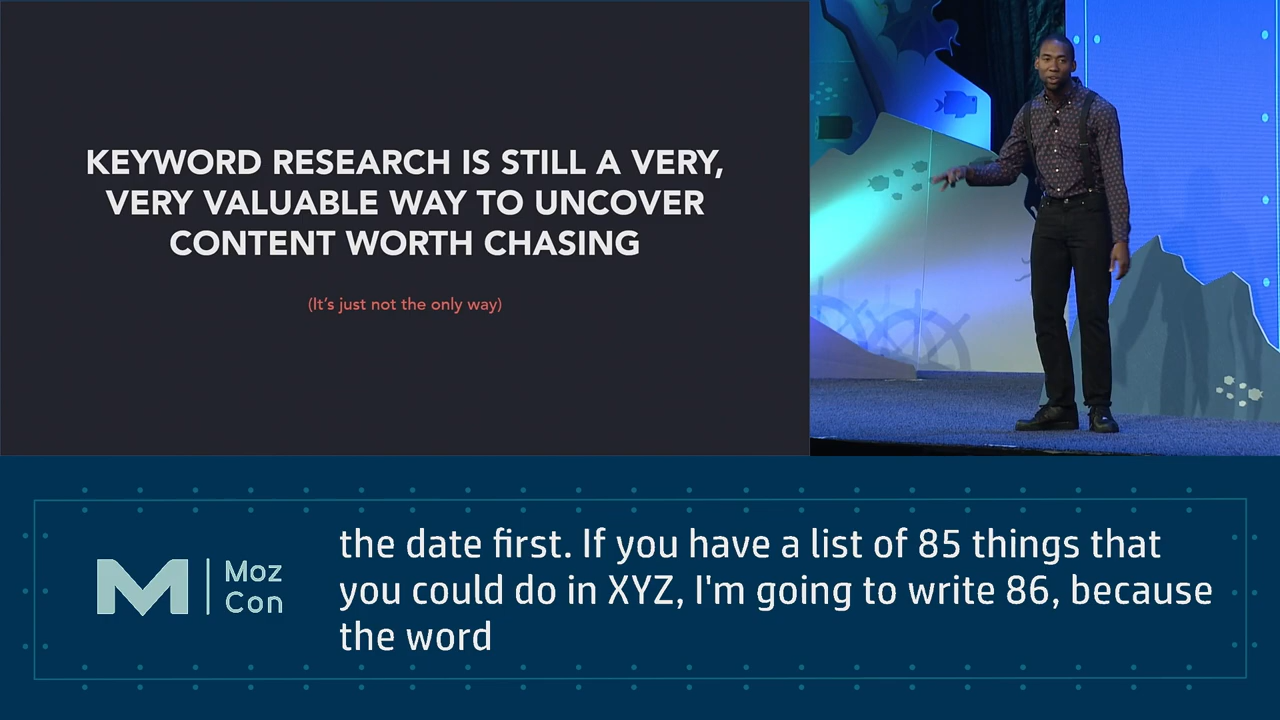 KEYWORD RESEARCH IS STILL A VERY,
VERY VALUABLE WAY TO UNCOVER
CONTENT WORTH CHASING
(It's just not the only way)
M Moz
Con
the date first. If you have a list of 85 things that
you could do in XYZ, I'm going to write 86, because
the word